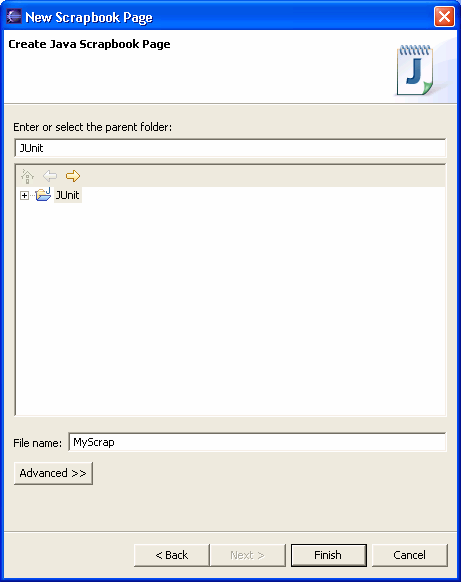 New Scrapbook Page
Create Java Scrapbook Page
J
Enter or select the parent folder:
JUnit
JUnit
File name: MyScrap
Advanced >>
< Back Next > Finish Cancel